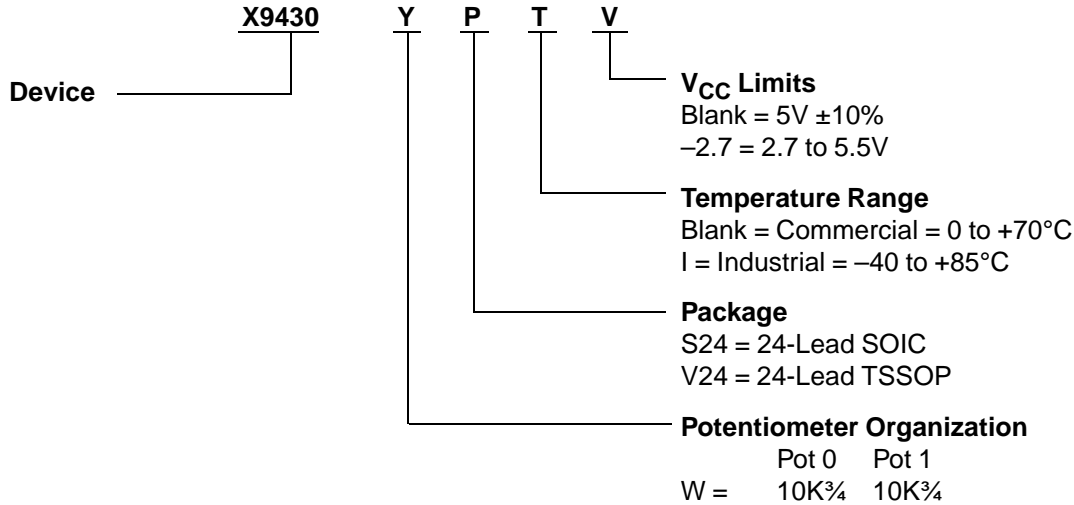 X9430 Y P T V
Device
VCC Limits
Blank = 5V ±10%
–2.7 = 2.7 to 5.5V
Temperature Range
Blank = Commercial = 0 to +70°C
I = Industrial = –40 to +85°C
Package
S24 = 24-Lead SOIC
V24 = 24-Lead TSSOP
Potentiometer Organization
Pot 0 Pot 1
W = 10K¾ 10K¾